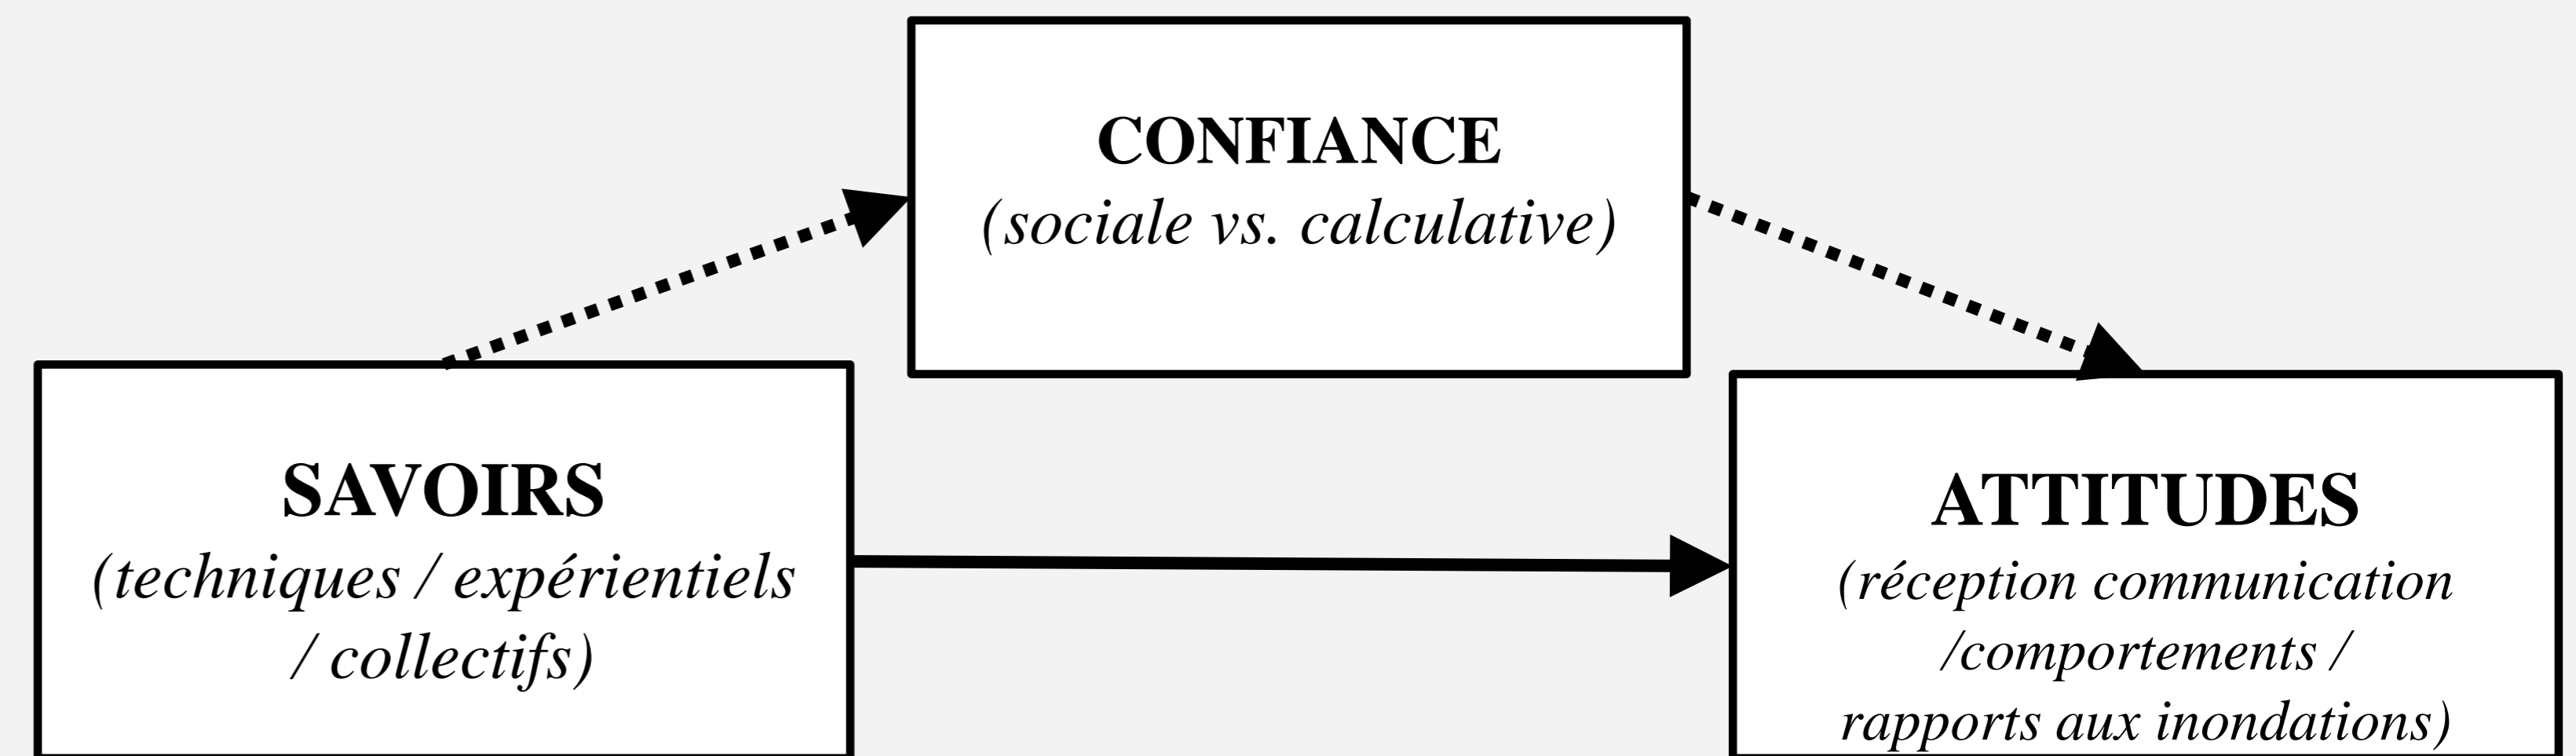 CONFIANCE
(sociale vs. calculative)
SAVOIRS
(techniques / expérientiels
/ collectifs)
ATTITUDES
(réception communication
/comportements /
rapports aux inondations)